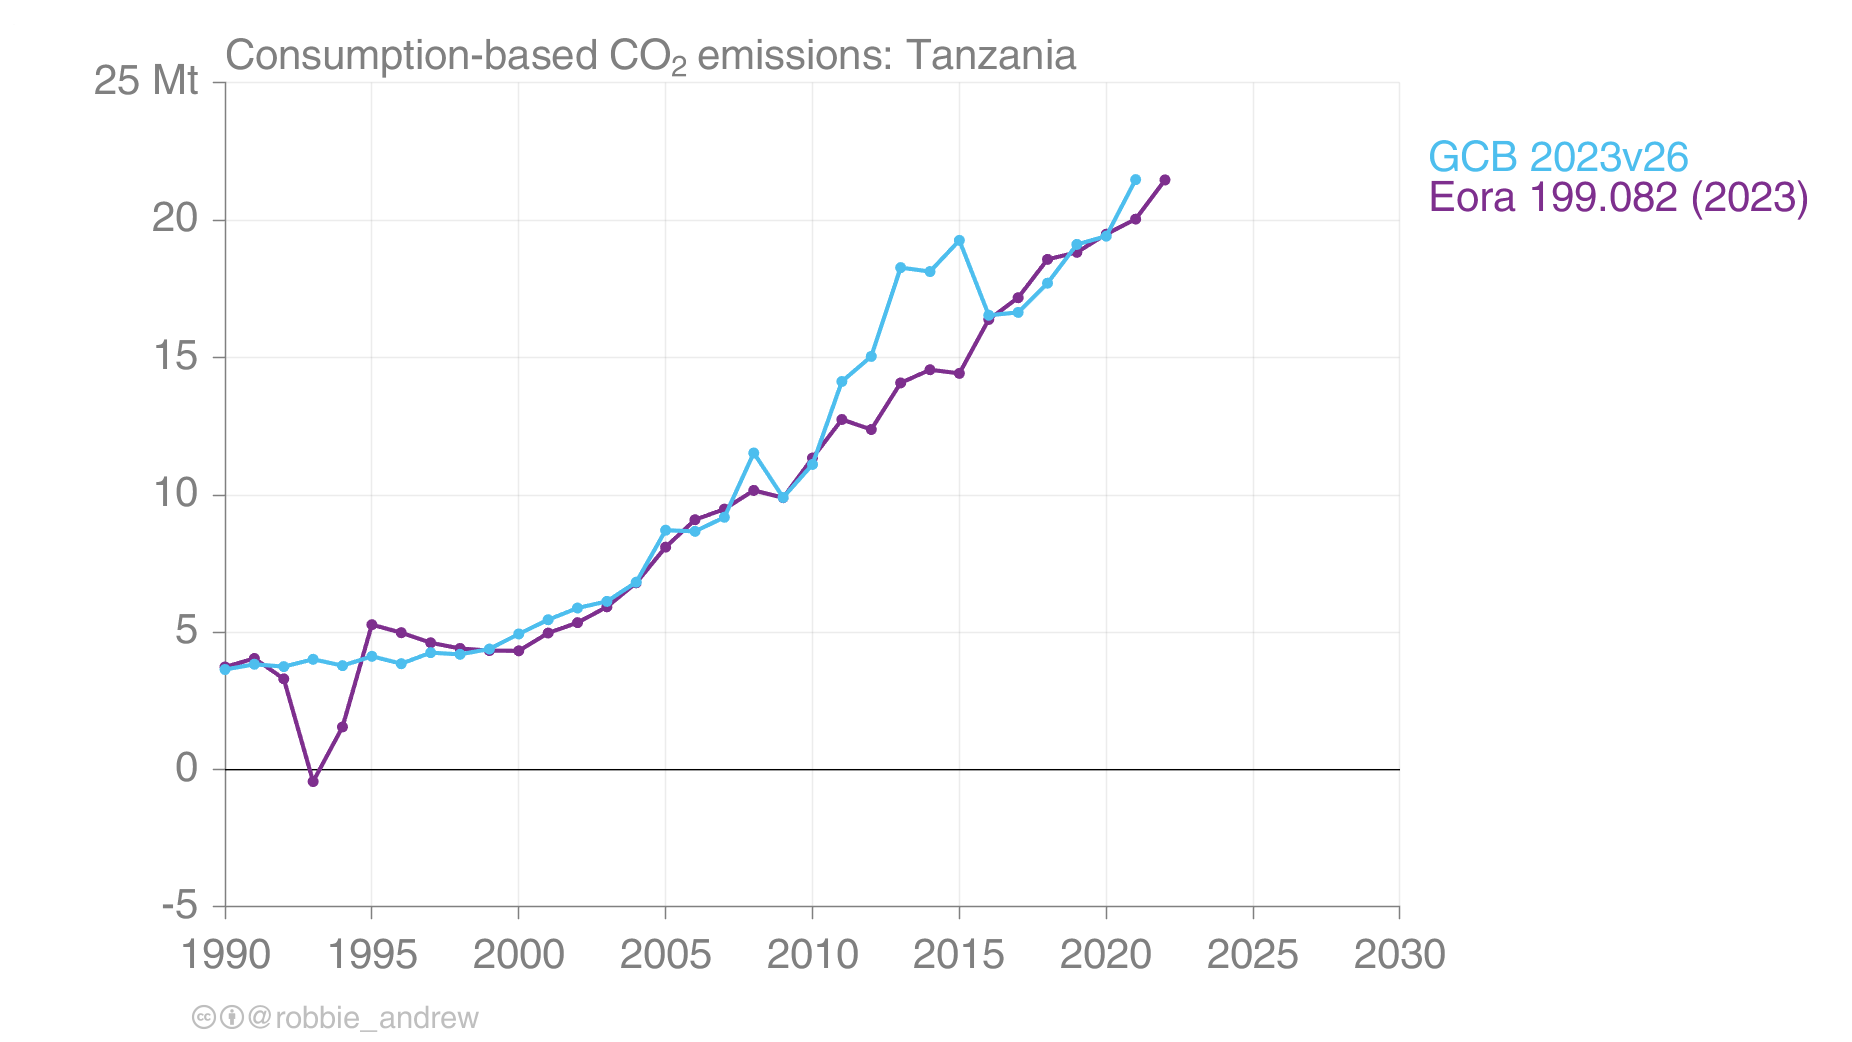 Consumption-based CO₂ emissions: Tanzania
25 Mt
20
15
10
5
0
-5
1990 1995 2000 2005 2010 2015 2020 2025 2030
GCB 2023v26
Eora 199.082 (2023)
cc @robbie_andrew